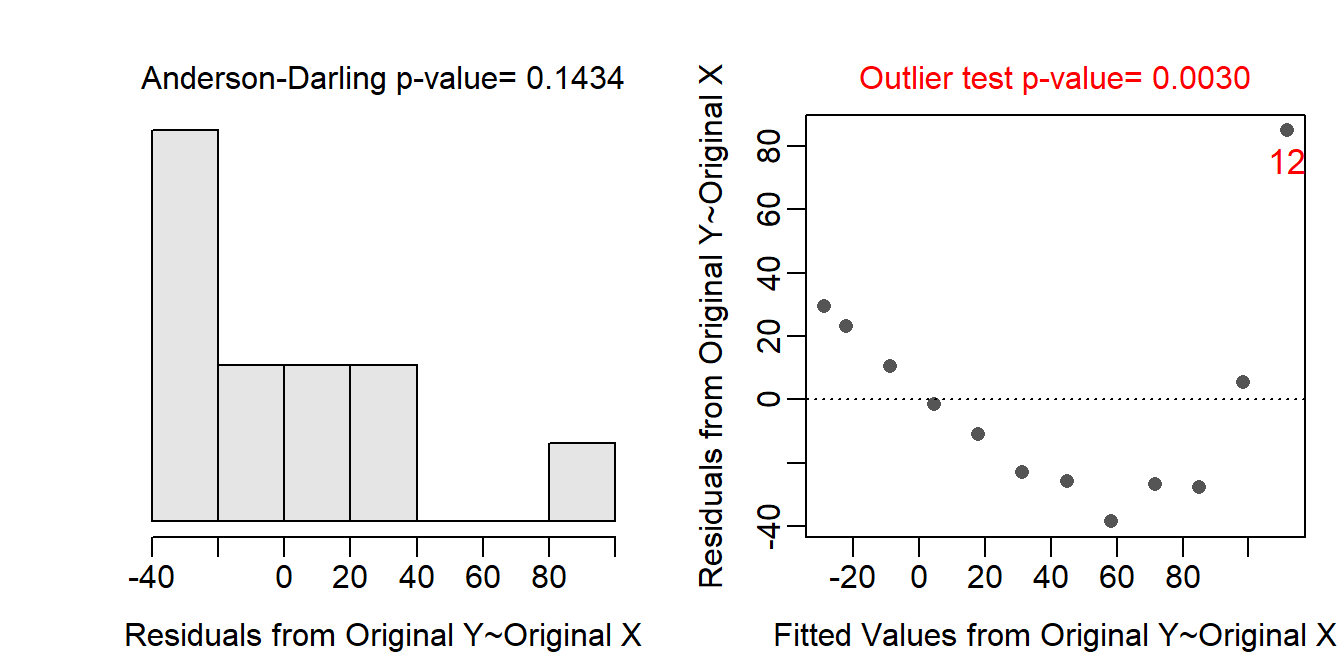 Anderson-Darling p-value= 0.1434
-40 0 20 40 60 80
Residuals from Original Y~Original X
Outlier test p-value= 0.0030
Residuals from Original Y~Original X
80
60
40
20
0
-40
12
-20 0 20 40 60 80
Fitted Values from Original Y~Original X